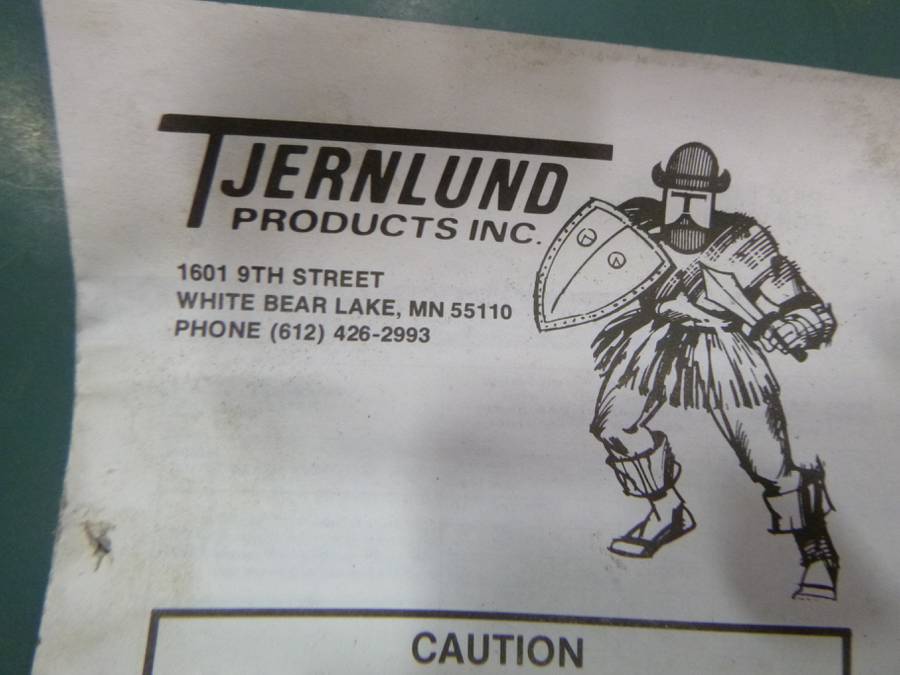 TJERNLUND
PRODUCTS INC.
1601 9TH STREET
WHITE BEAR LAKE, MN 55110
PHONE (612) 426-2993
CAUTION